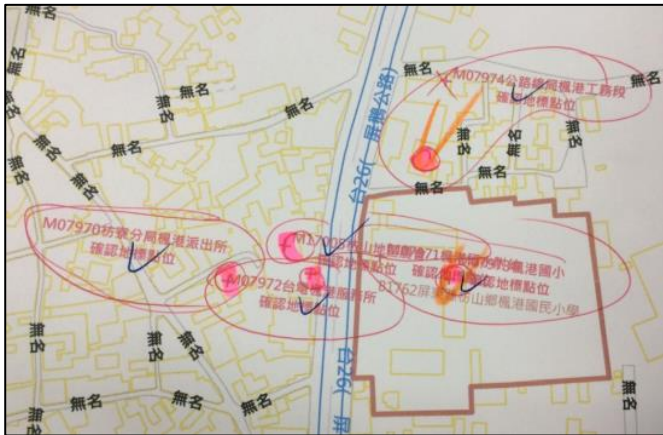 無名
無名
無名
無名
無名
無名
無名
無名
無名
無名
無名
無名
無名
無名
台26( 屏鵝公路)
M07974公路總局楓港工務段
確認地標點位
M07970枋寮分局楓港派出所
確認地標點位
確認地標點位
楓港國小
確認地標點位
81762屏東縣枋山鄉楓港國民小學
M07972台電楓港服務所
確認地標點位
台26( 屏
無名
無名
無名
無名